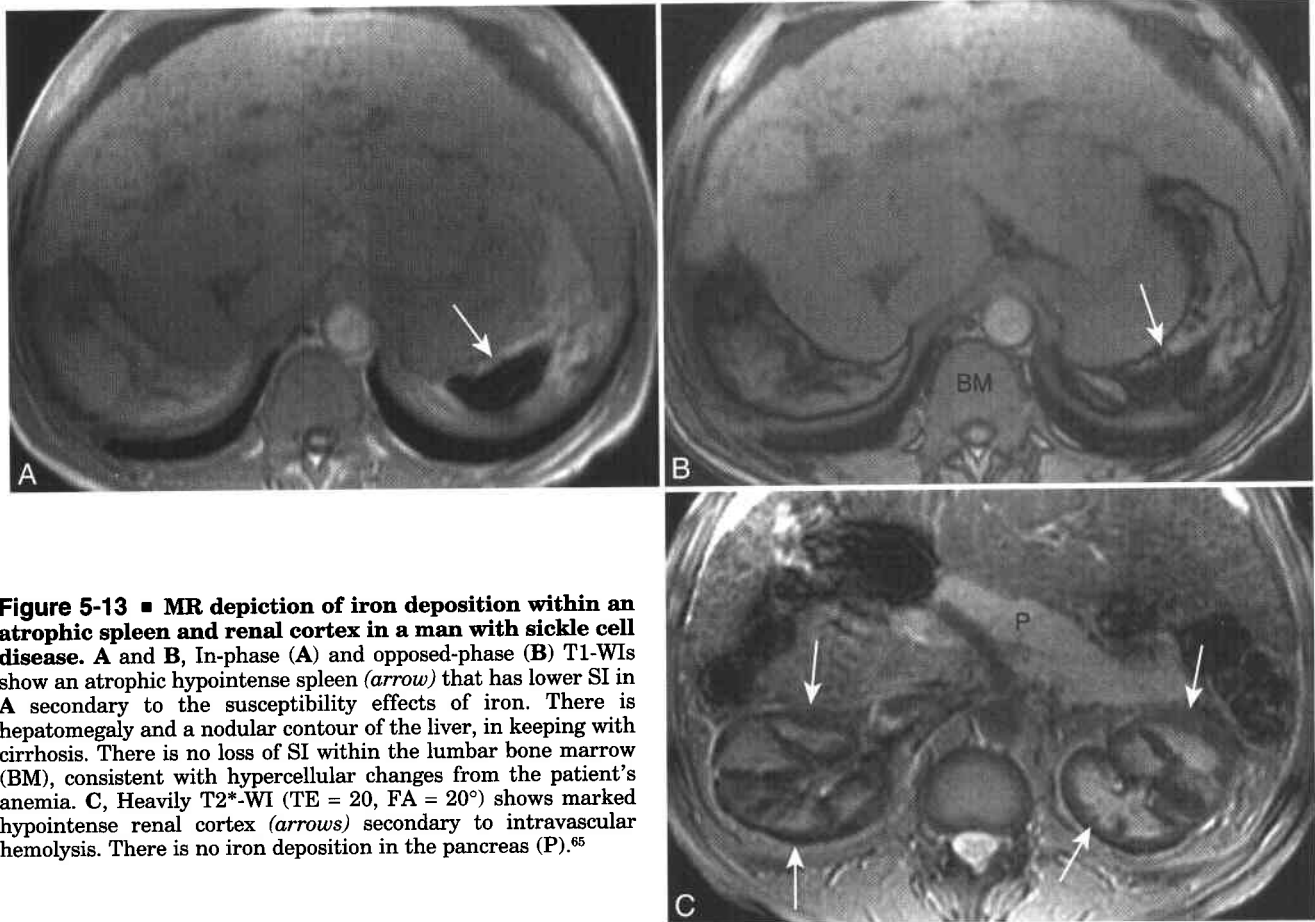 A
B
BM
C
P
Figure 5-13 ■ MR depiction of iron deposition within an
atrophic spleen and renal cortex in a man with sickle cell
disease. A and B, In-phase (A) and opposed-phase (B) T1-WIs
show an atrophic hypointense spleen (arrow) that has lower SI in
A secondary to the susceptibility effects of iron. There is
hepatomegaly and a nodular contour of the liver, in keeping with
cirrhosis. There is no loss of SI within the lumbar bone marrow
(BM), consistent with hypercellular changes from the patient's
anemia. C, Heavily T2*-WI (TE = 20, FA = 20°) shows marked
hypointense renal cortex (arrows) secondary to intravascular
hemolysis. There is no iron deposition in the pancreas (P).⁶⁵